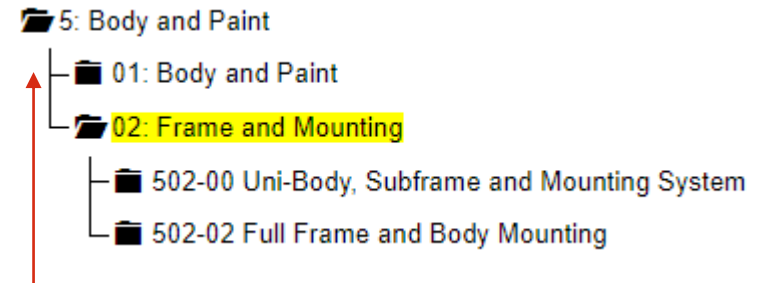 5: Body and Paint
01: Body and Paint
02: Frame and Mounting
502-00 Uni-Body, Subframe and Mounting System
502-02 Full Frame and Body Mounting